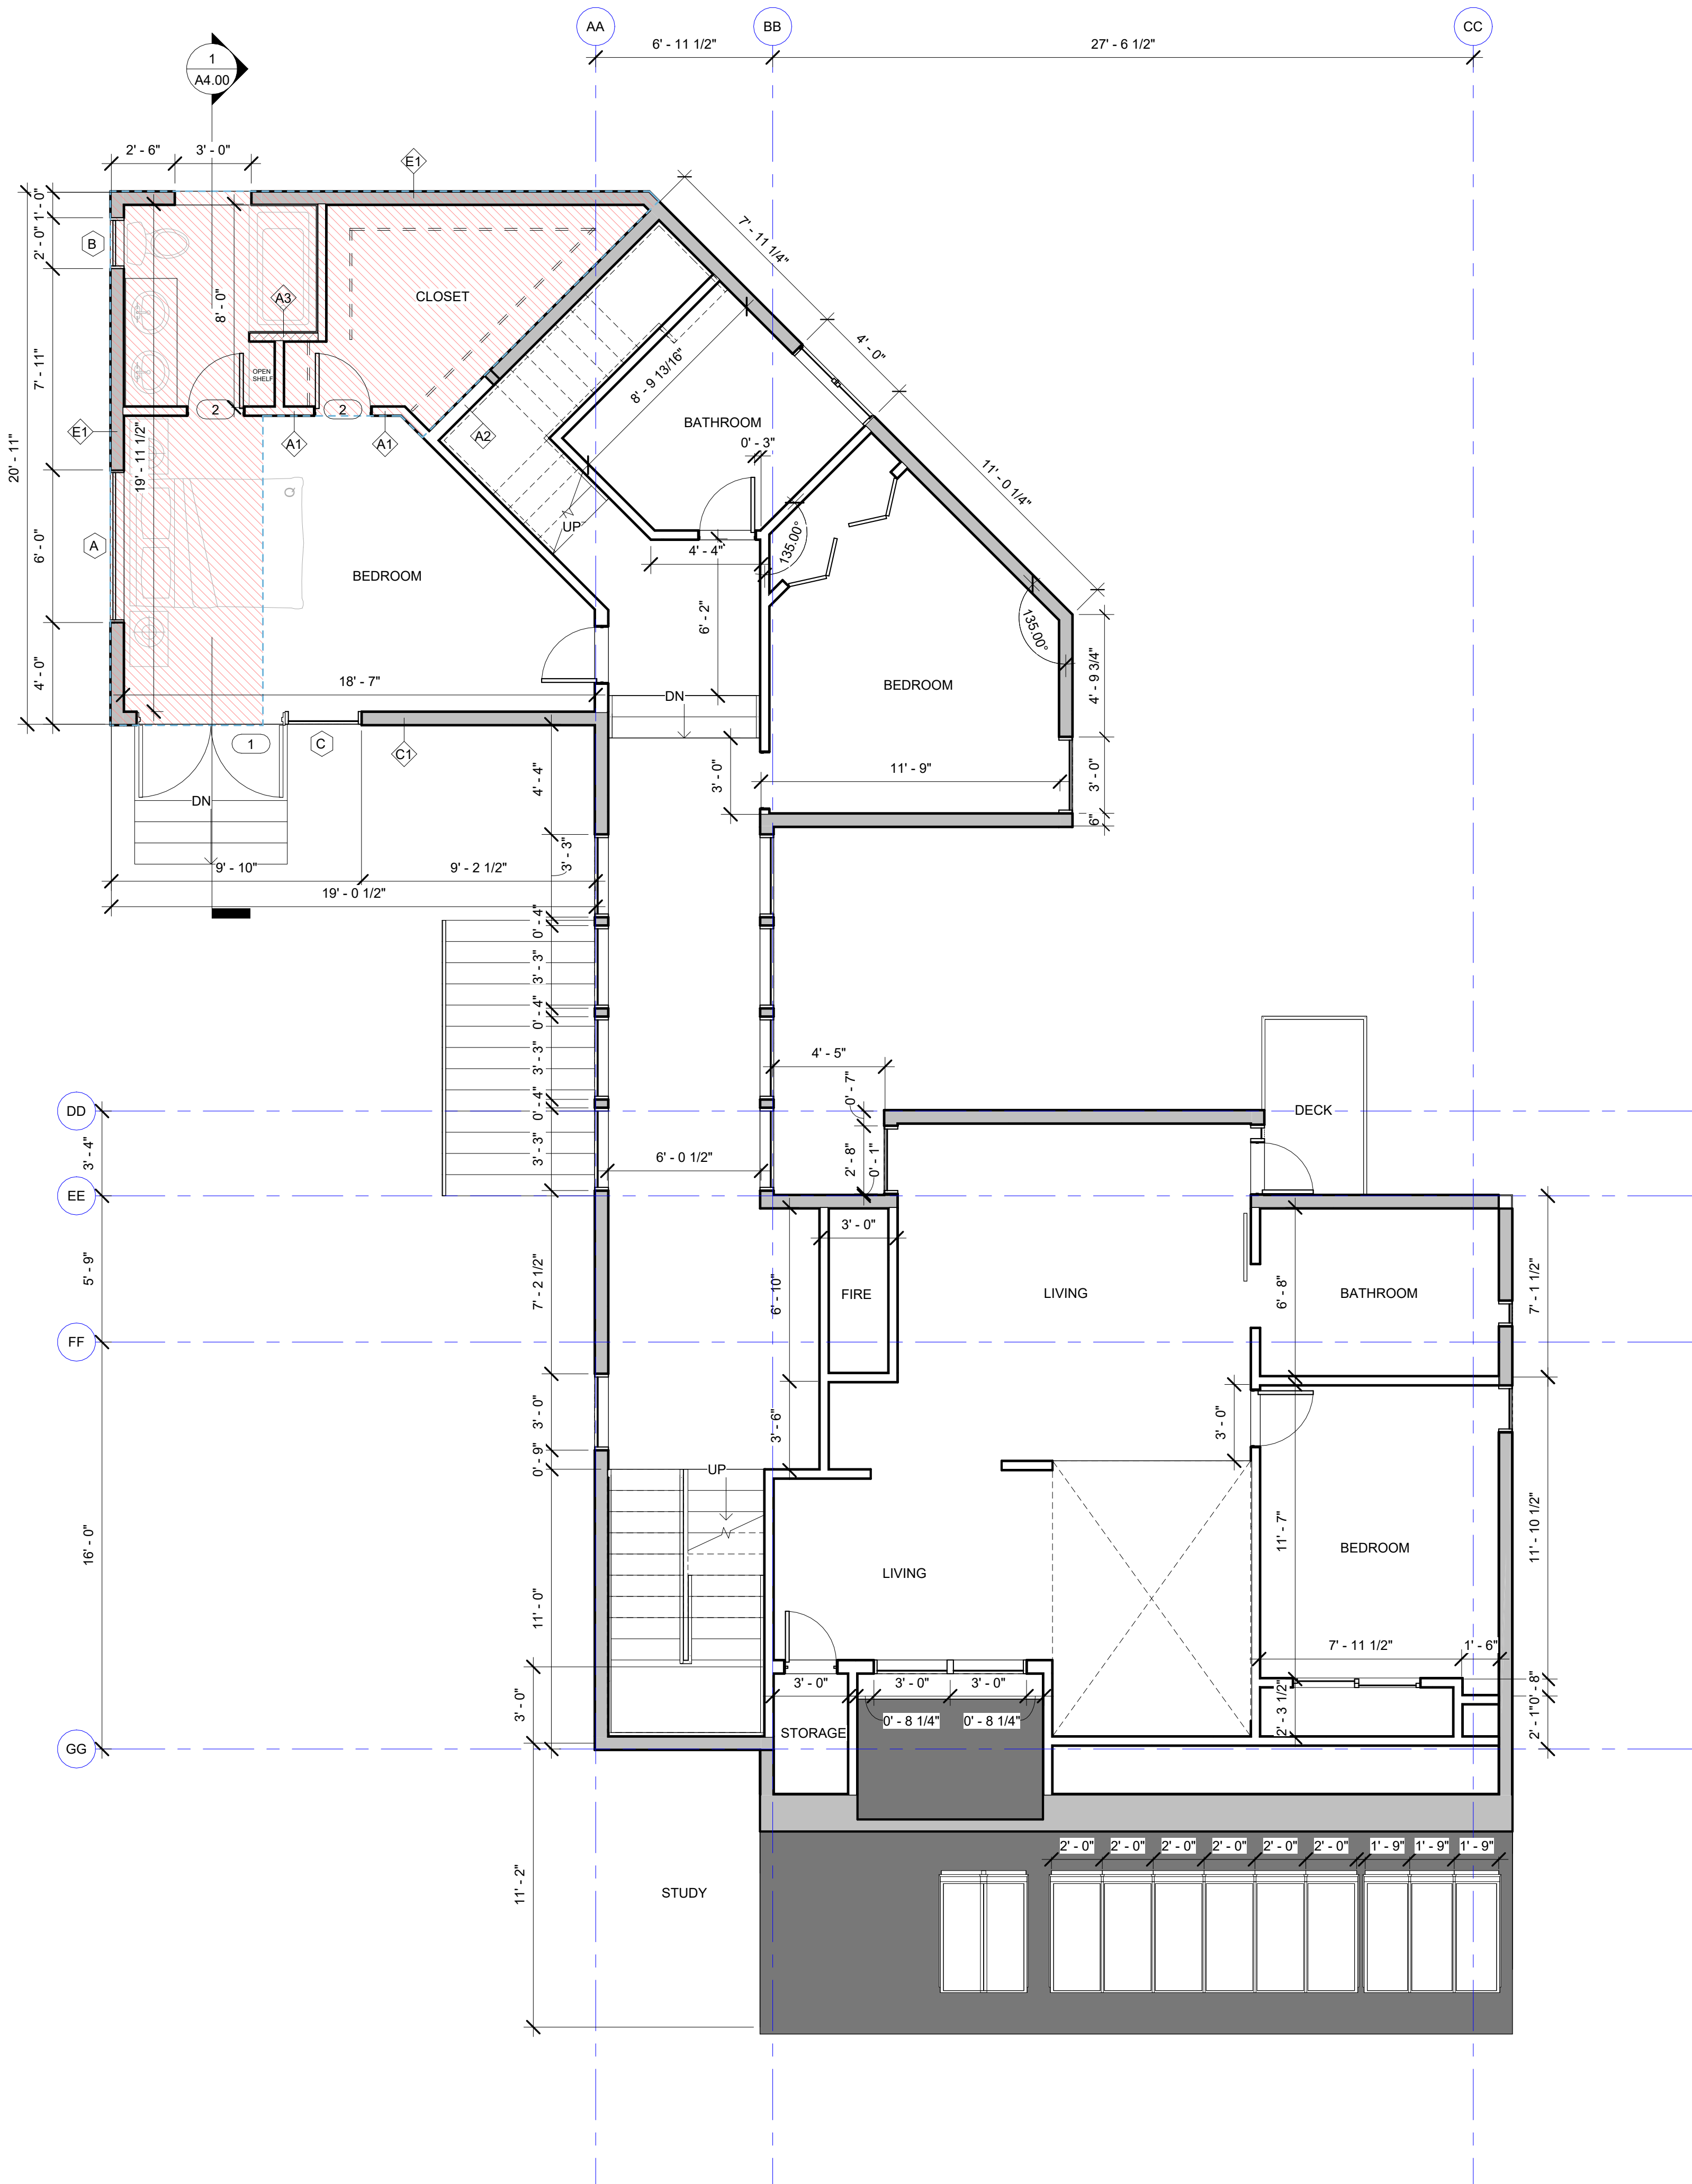 AA
BB
CC
6' - 11 1/2"
27' - 6 1/2"
1
A4.00
2' - 6"
3' - 0"
E1
1' - 0"
2' - 0"
B
7' - 11"
20' - 11"
E1
A
6' - 0"
4' - 0"
8' - 0"
A3
CLOSET
OPEN
SHELF
2
2
A1
A1
A2
19' - 11 1/2"
BEDROOM
18' - 7"
UP
8' - 9 13/16"
BATHROOM
0' - 3"
7' - 11 1/4"
4' - 0"
11' - 0 1/4"
4' - 4"
135.00°
135.00°
6' - 2"
BEDROOM
4' - 9 3/4"
DN
3' - 0"
11' - 9"
3' - 0"
6"
1
C
C1
DN
9' - 10"
9' - 2 1/2"
19' - 0 1/2"
4' - 4"
3' - 3"
0' - 4"
3' - 3"
0' - 4"
3' - 3"
0' - 4"
3' - 3"
4' - 5"
0' - 7"
2' - 8"
0' - 1"
DECK
DD
3' - 4"
EE
6' - 0 1/2"
3' - 0"
5' - 9"
7' - 2 1/2"
6' - 10"
FIRE
LIVING
6' - 8"
BATHROOM
7' - 1 1/2"
FF
3' - 0"
3' - 6"
3' - 0"
0' - 9"
UP
16' - 0"
11' - 0"
LIVING
11' - 7"
BEDROOM
11' - 10 1/2"
7' - 11 1/2"
1' - 6"
3' - 0"
3' - 0"
3' - 0"
3' - 0"
0' - 8 1/4"
0' - 8 1/4"
STORAGE
2' - 3 1/2"
0' - 8"
2' - 1"
GG
11' - 2"
STUDY
2' - 0"
2' - 0"
2' - 0"
2' - 0"
2' - 0"
2' - 0"
1' - 9"
1' - 9"
1' - 9"